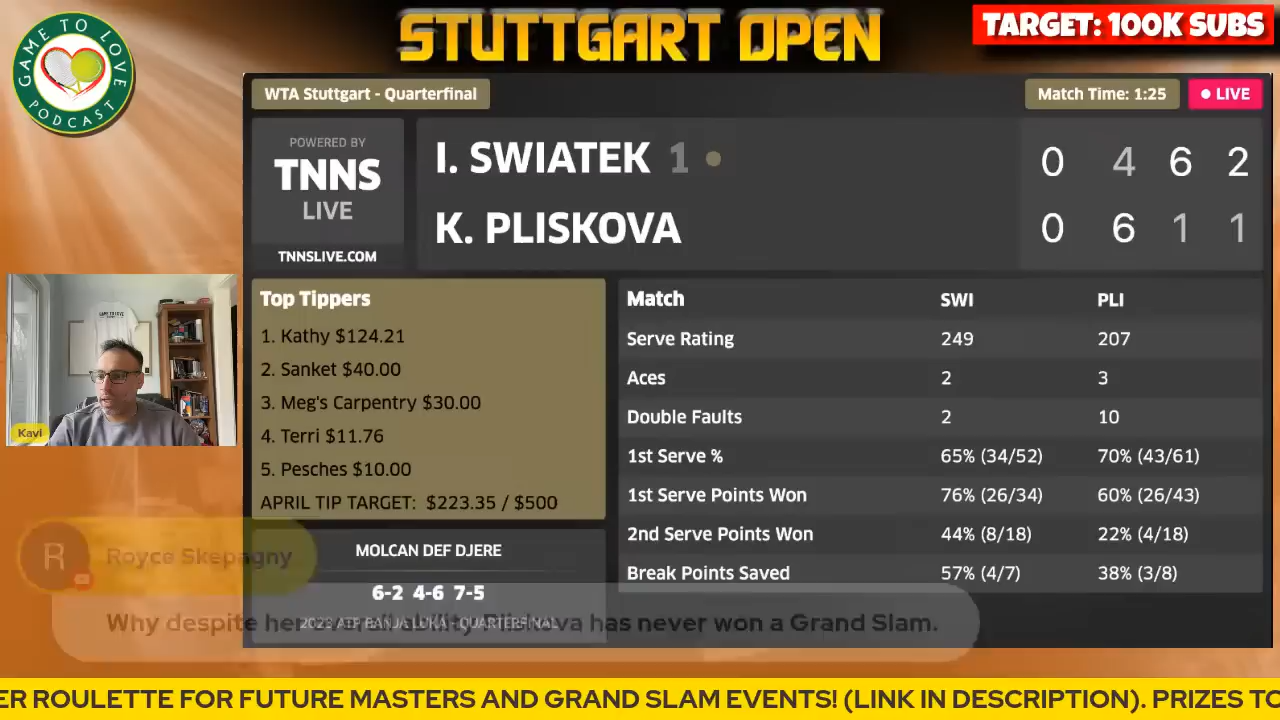 GAME TO LOVE
PODCAST
STUTTGART OPEN
TARGET: 100K SUBS
WTA Stuttgart - Quarterfinal
Match Time: 1:25
LIVE
POWERED BY
TNNS
LIVE
TNNSLIVE.COM
I. SWIATEK 1 0 4 6 2
K. PLISKOVA 0 6 1 1
Kavi
Top Tippers
1. Kathy $124.21
2. Sanket $40.00
3. Meg's Carpentry $30.00
4. Terri $11.76
5. Pesches $10.00
APRIL TIP TARGET: $223.35 / $500
Match SWI PLI
Serve Rating 249 207
Aces 2 3
Double Faults 2 10
1st Serve % 65% (34/52) 70% (43/61)
1st Serve Points Won 76% (26/34) 60% (26/43)
2nd Serve Points Won 44% (8/18) 22% (4/18)
Break Points Saved 57% (4/7) 38% (3/8)
MOLCAN DEF DJERE
6-2 4-6 7-5
2023 ATP BANJA LUKA - QUARTERFINAL
R
Royce Skepagny
Why despite her Pliskova has never won a Grand Slam.
ER ROULETTE FOR FUTURE MASTERS AND GRAND SLAM EVENTS! (LINK IN DESCRIPTION). PRIZES TO